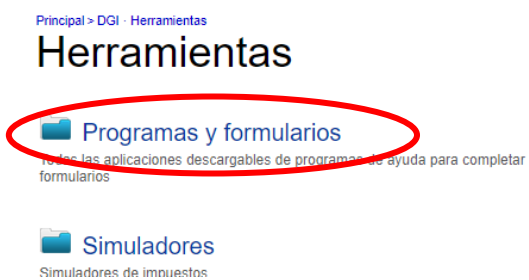 Principal > DGI · Herramientas
Herramientas
Programas y formularios
Todas las aplicaciones descargables de programas de ayuda para completar
formularios
Simuladores
Simuladores de impuestos